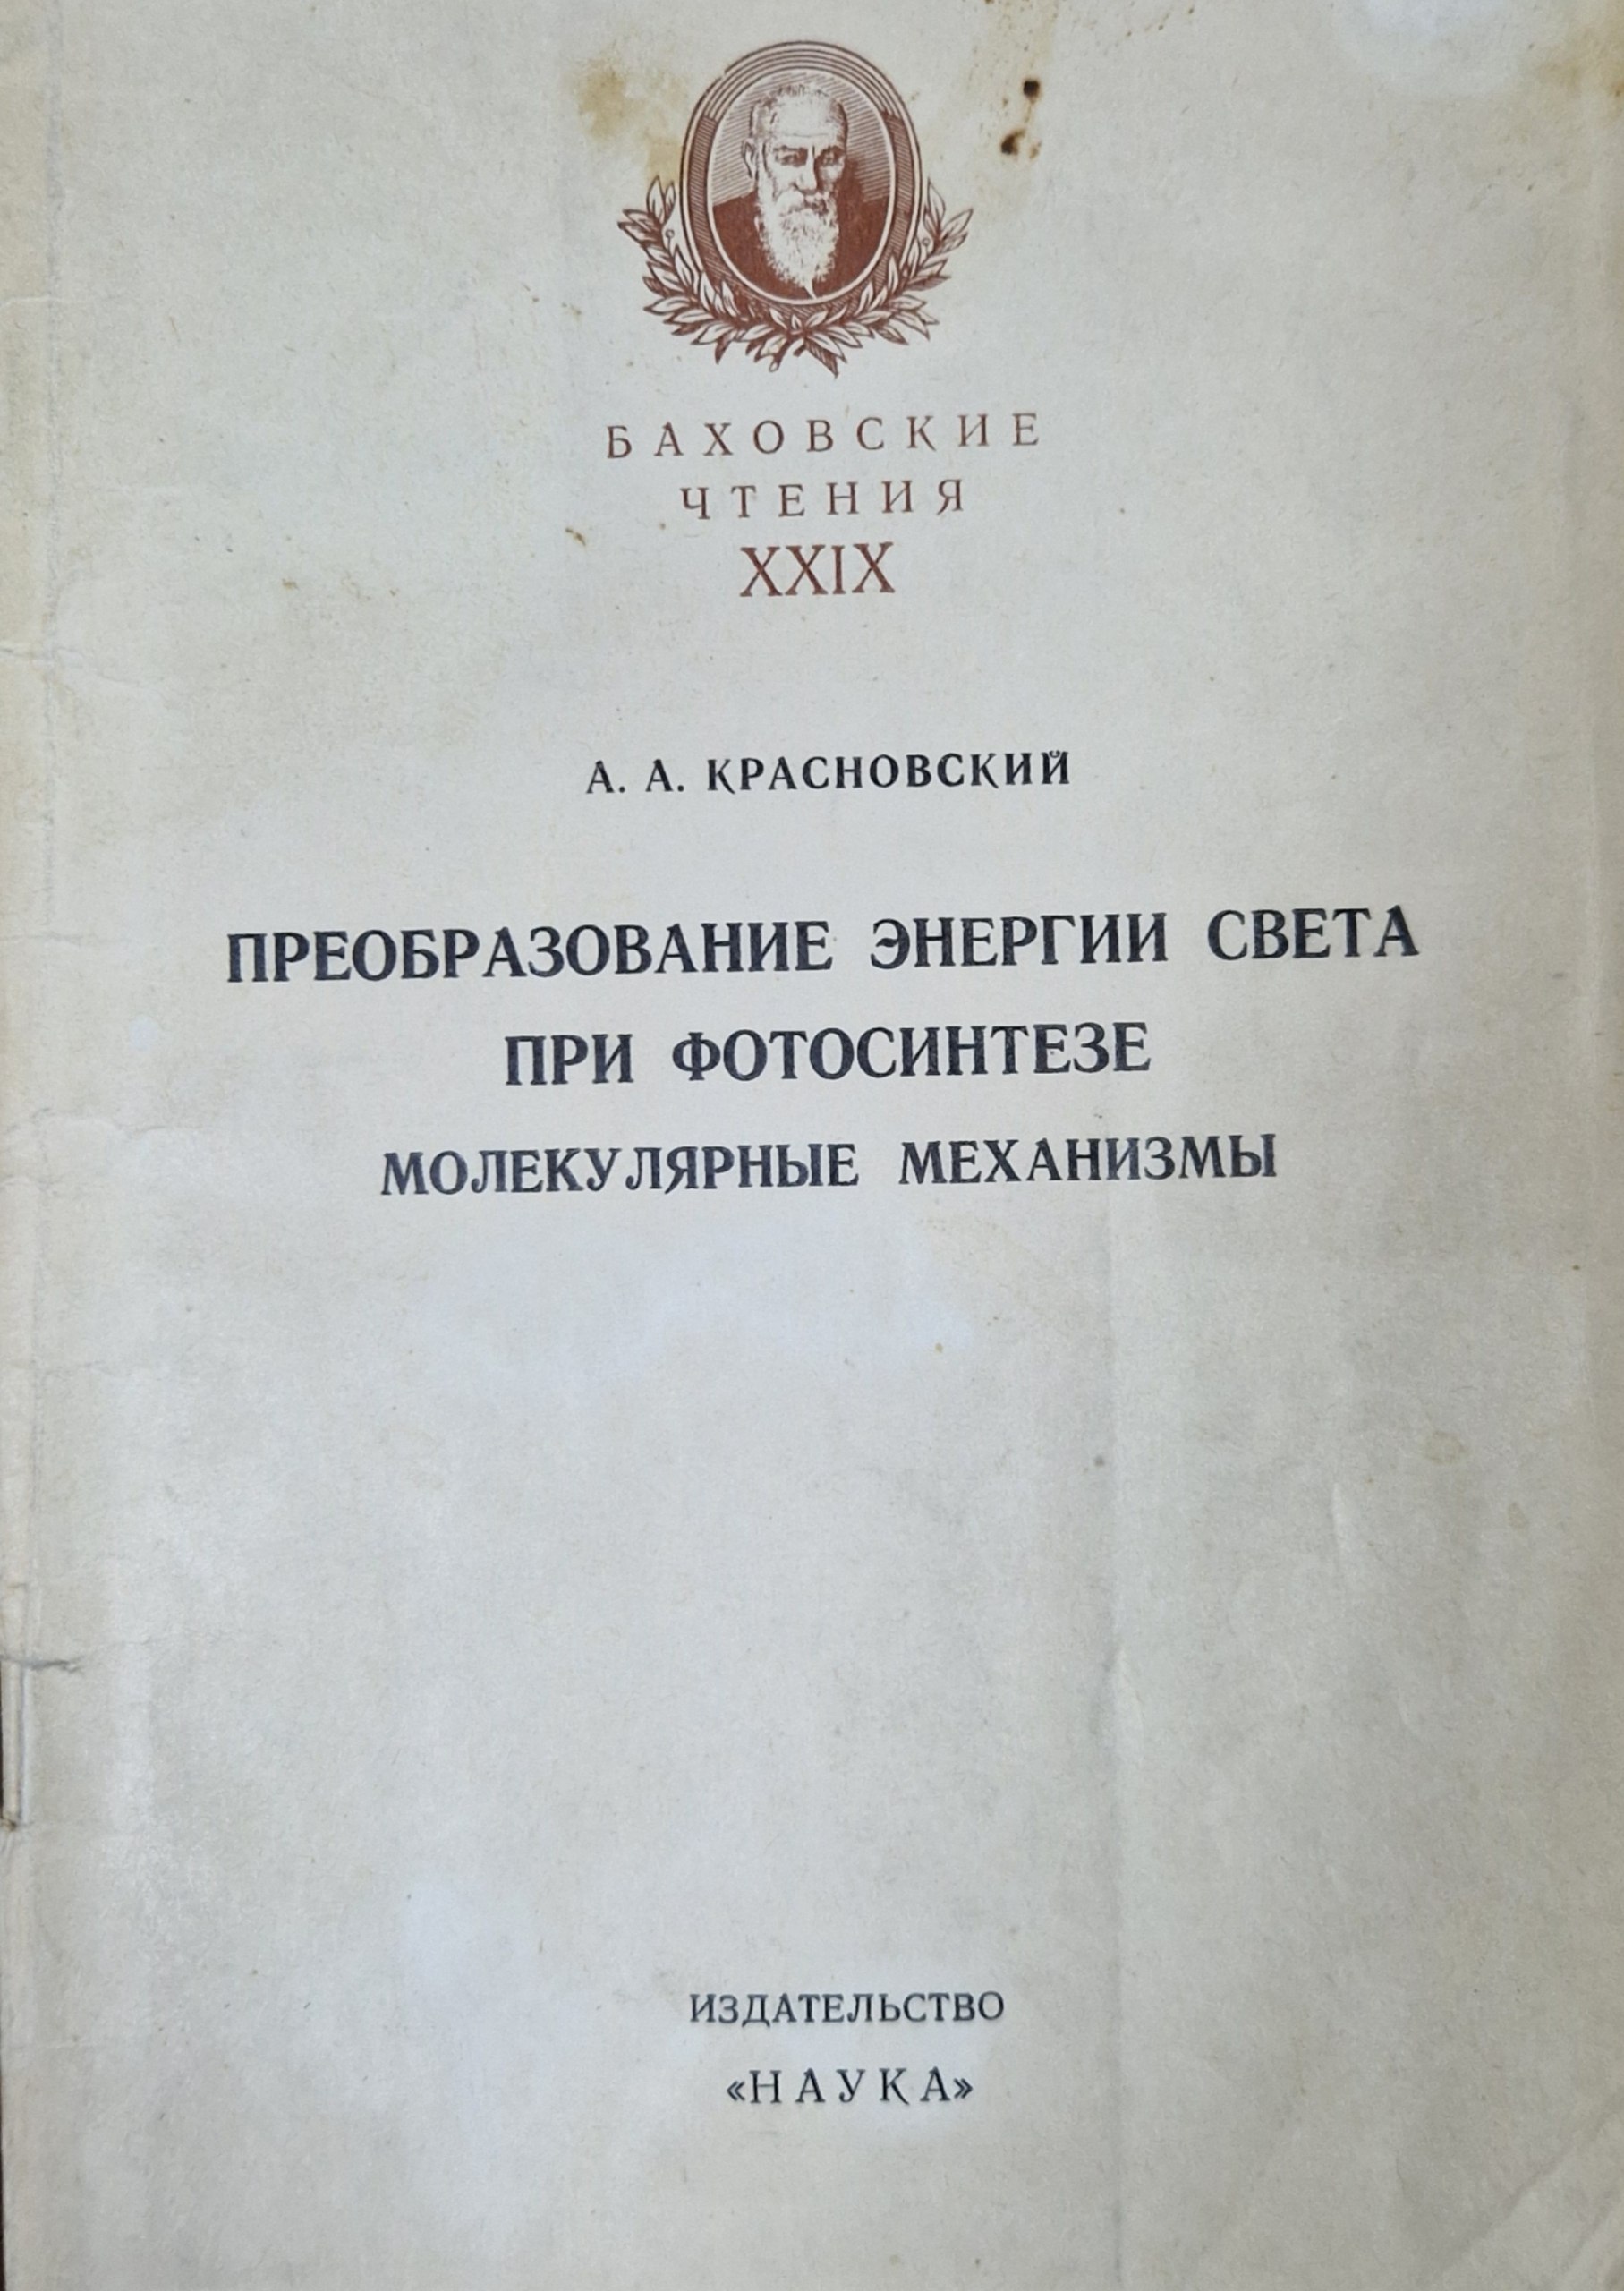 БАХОВСКИЕ
ЧТЕНИЯ
XXIX
А. А. КРАСНОВСКИЙ
ПРЕОБРАЗОВАНИЕ ЭНЕРГИИ СВЕТА
ПРИ ФОТОСИНТЕЗЕ
МОЛЕКУЛЯРНЫЕ МЕХАНИЗМЫ
ИЗДАТЕЛЬСТВО
«НАУКА»